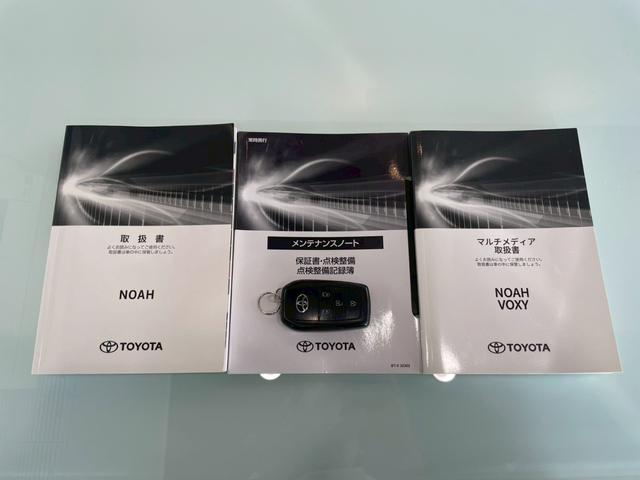 取扱書
よくお読みになってご使用ください。
取扱書は車の中に保管しましょう。
NOAH
TOYOTA
常時携行
メンテナンスノート
保証書・点検整備
点検整備記録簿
TOYOTA
マルチメディア
取扱書
よくお読みになってご使用ください。
取扱書は車の中に保管しましょう。
NOAH
VOXY
TOYOTA